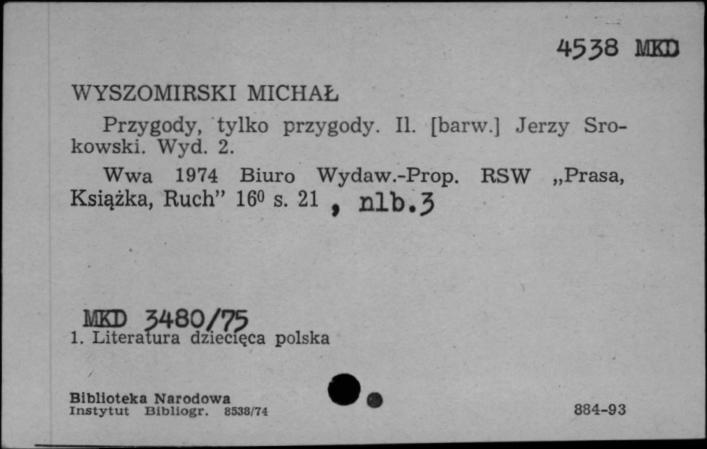 4538 MKD
WYSZOMIRSKI MICHAŁ
Przygody, tylko przygody. Il. [barw.] Jerzy Sro-
kowski. Wyd. 2.
Wwa 1974 Biuro Wydaw.-Prop. RSW „Prasa,
Książka, Ruch” 16⁰ s. 21 , nlb.3
MKD 3480/75
1. Literatura dziecięca polska
Biblioteka Narodowa
Instytut Bibliogr. 8538/74
884-93